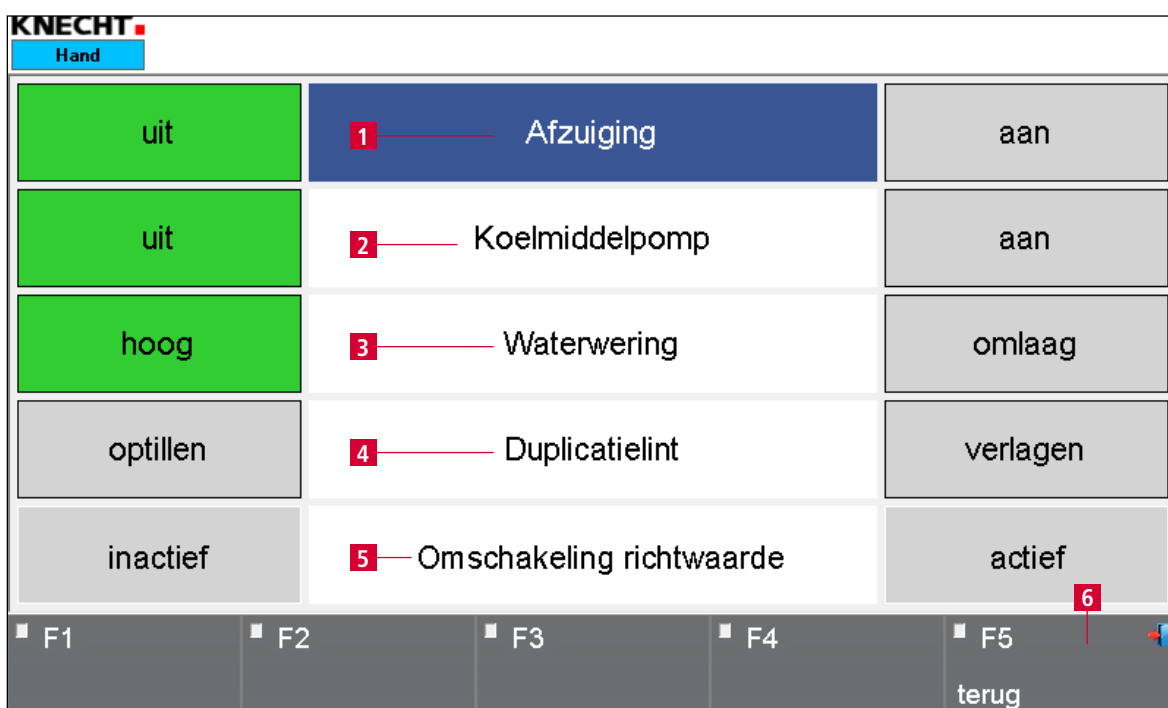 KNECHT
Hand
uit 1 Afzuiging aan
uit 2 Koelmiddelpomp aan
hoog 3 Waterwering omlaag
optillen 4 Duplicatielint verlagen
inactief 5 Omschakeling richtwaarde actief
6
F1 F2 F3 F4 F5
terug